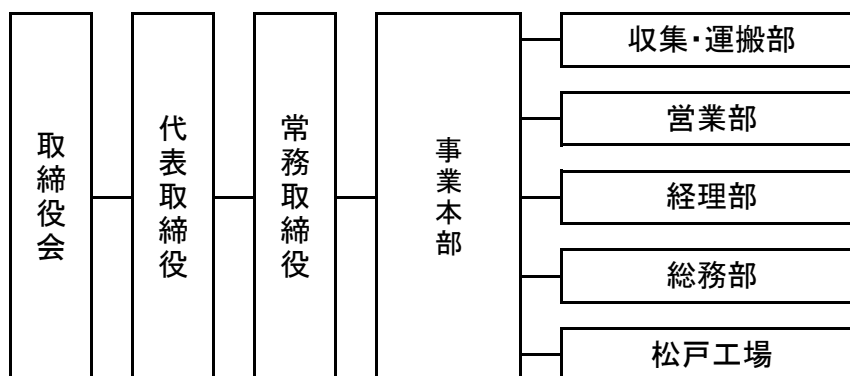 取締役会
代表取締役
常務取締役
事業本部
収集・運搬部
営業部
経理部
総務部
松戸工場